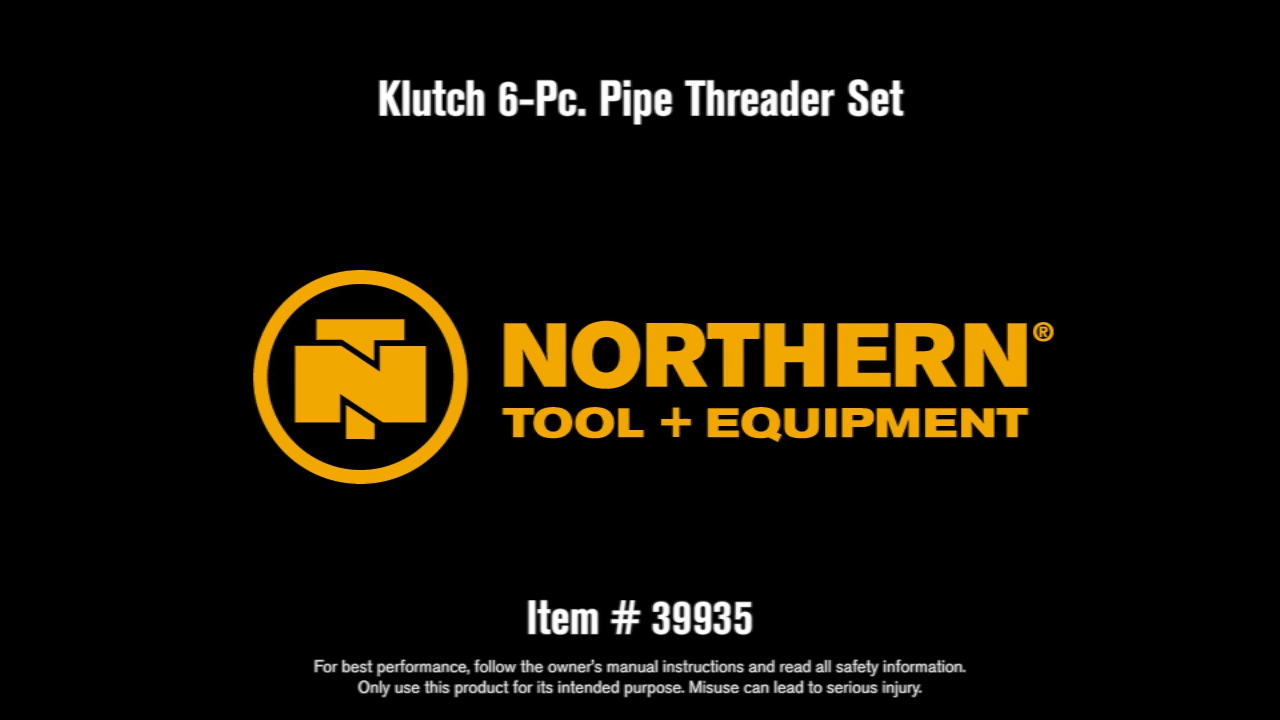 Klutch 6-Pc. Pipe Threader Set
NORTHERN®
TOOL + EQUIPMENT
Item # 39935
For best performance, follow the owner's manual instructions and read all safety information.
Only use this product for its intended purpose. Misuse can lead to serious injury.